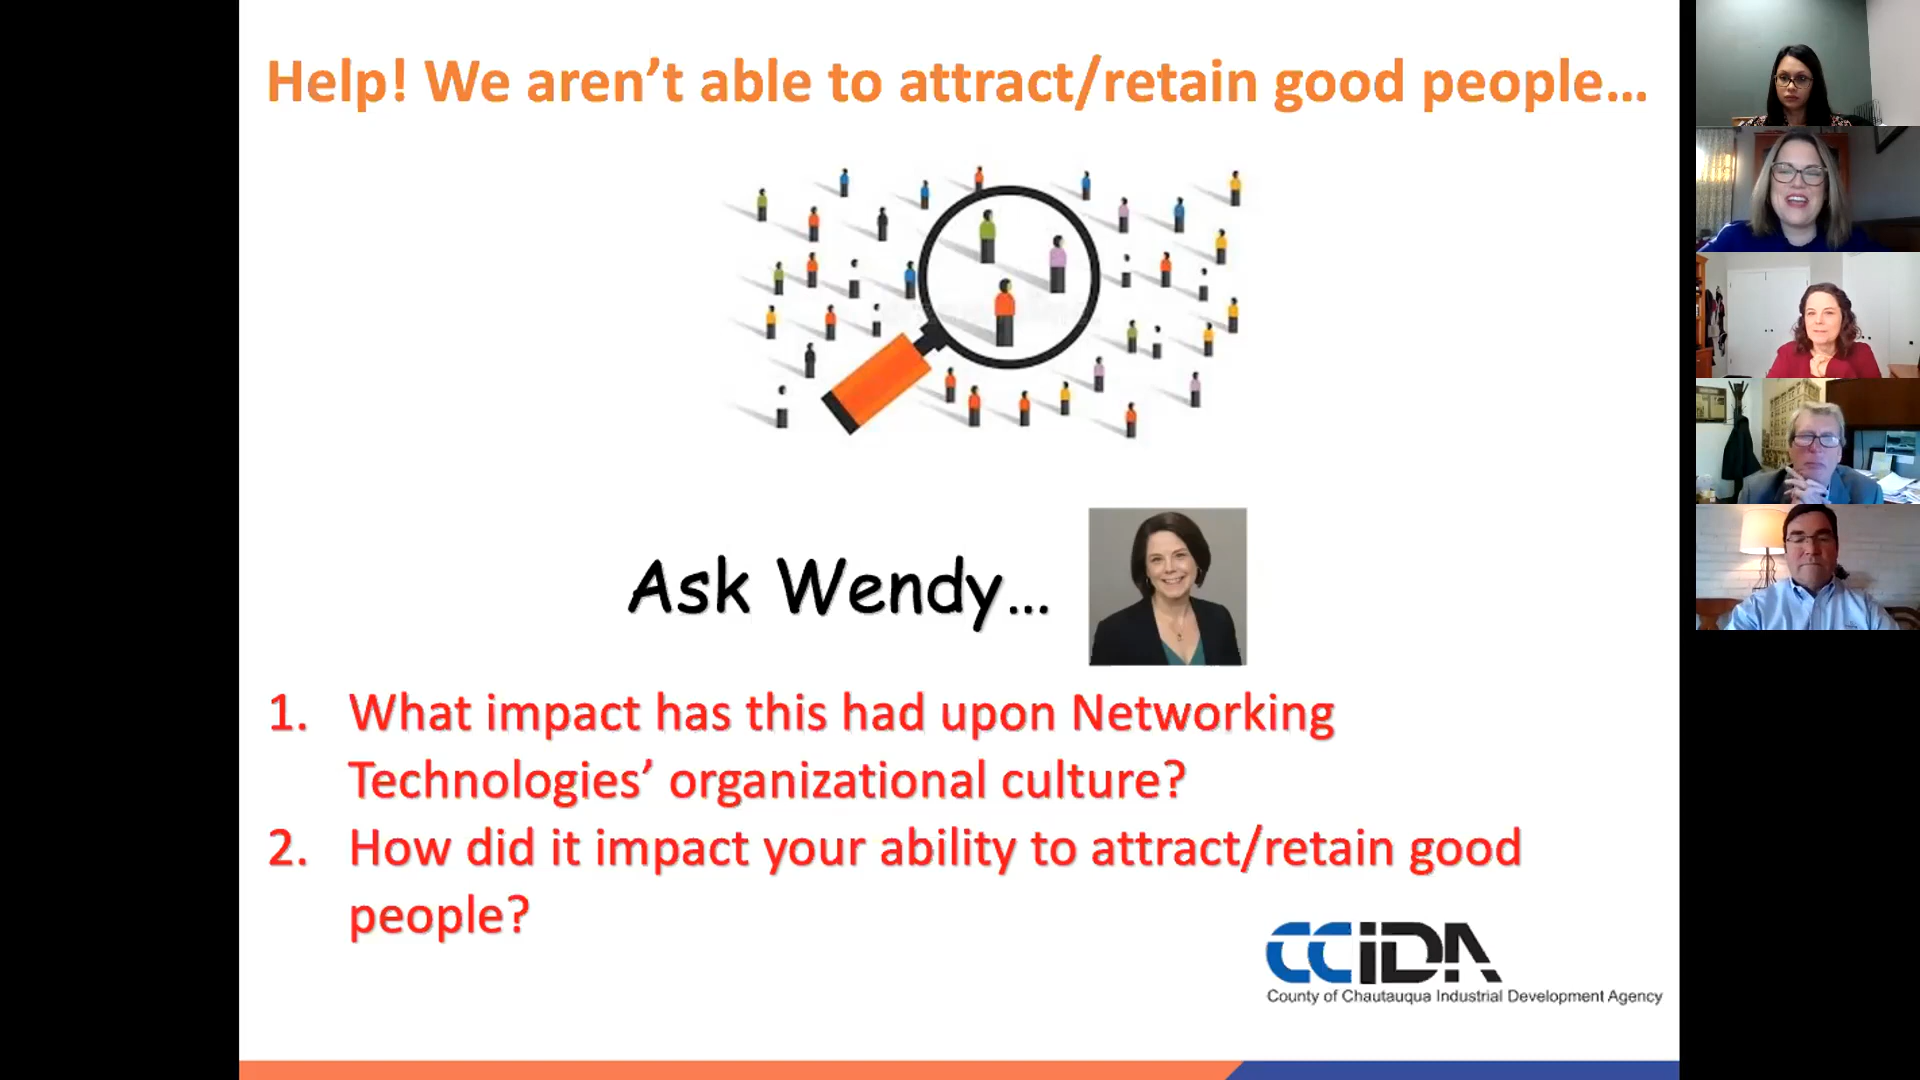 Help! We aren’t able to attract/retain good people…
Ask Wendy…
1. What impact has this had upon Networking
Technologies’ organizational culture?
2. How did it impact your ability to attract/retain good
people?
CCIDA
County of Chautauqua Industrial Development Agency